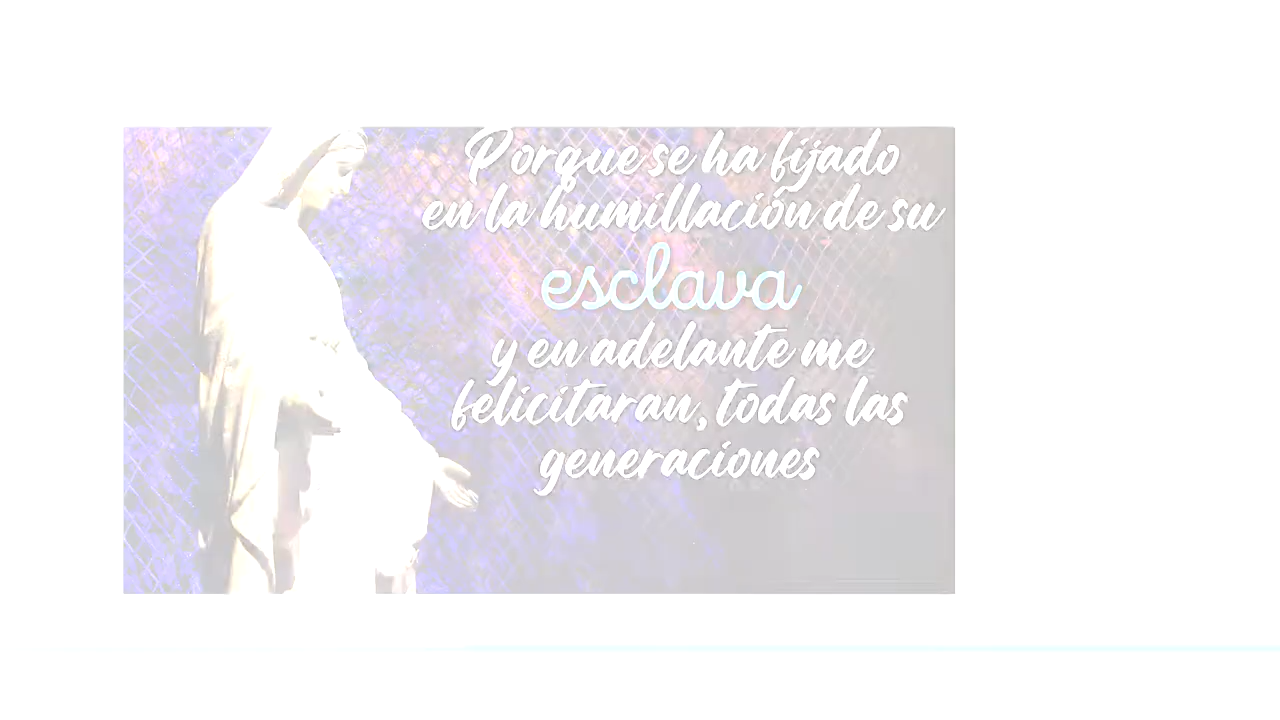 Porque se ha fijado
en la humillación de su
esclava
y en adelante me
felicitaran, todas las
generaciones